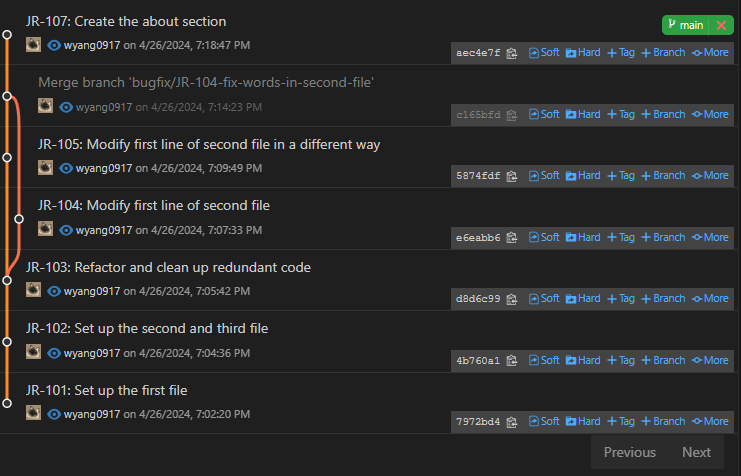 JR-107: Create the about section
main
wyang0917 on 4/26/2024, 7:18:47 PM
aec4e7f Soft Hard +Tag +Branch More
Merge branch 'bugfix/JR-104-fix-words-in-second-file'
wyang0917 on 4/26/2024, 7:14:23 PM
c165bfd Soft Hard +Tag +Branch More
JR-105: Modify first line of second file in a different way
wyang0917 on 4/26/2024, 7:09:49 PM
5874fdf Soft Hard +Tag +Branch More
JR-104: Modify first line of second file
wyang0917 on 4/26/2024, 7:07:33 PM
e6eabb6 Soft Hard +Tag +Branch More
JR-103: Refactor and clean up redundant code
wyang0917 on 4/26/2024, 7:05:42 PM
d8d6c99 Soft Hard +Tag +Branch More
JR-102: Set up the second and third file
wyang0917 on 4/26/2024, 7:04:36 PM
4b760a1 Soft Hard +Tag +Branch More
JR-101: Set up the first file
wyang0917 on 4/26/2024, 7:02:20 PM
7972bd4 Soft Hard +Tag +Branch More
Previous Next